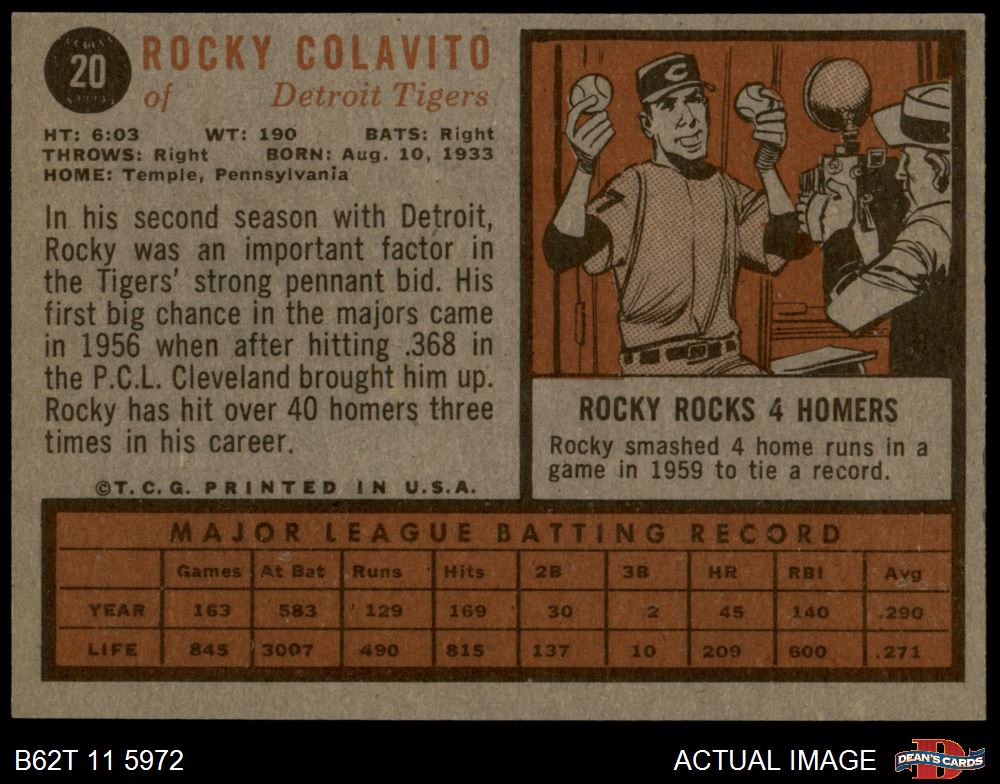 20
ROCKY COLAVITO
of Detroit Tigers
HT: 6:03 WT: 190 BATS: Right
THROWS: Right BORN: Aug. 10, 1933
HOME: Temple, Pennsylvania
In his second season with Detroit,
Rocky was an important factor in
the Tigers' strong pennant bid. His
first big chance in the majors came
in 1956 when after hitting .368 in
the P.C.L. Cleveland brought him up.
Rocky has hit over 40 homers three
times in his career.
©T.C.G. PRINTED IN U.S.A.
C
7
ROCKY ROCKS 4 HOMERS
Rocky smashed 4 home runs in a
game in 1959 to tie a record.
MAJOR LEAGUE BATTING RECORD
Games At Bat Runs Hits 2B 3B HR RBI Avg
YEAR 163 583 129 169 30 2 45 140 .290
LIFE 845 3007 490 815 137 10 209 600 .271
B62T 11 5972
ACTUAL IMAGE
DEAN'S CARDS